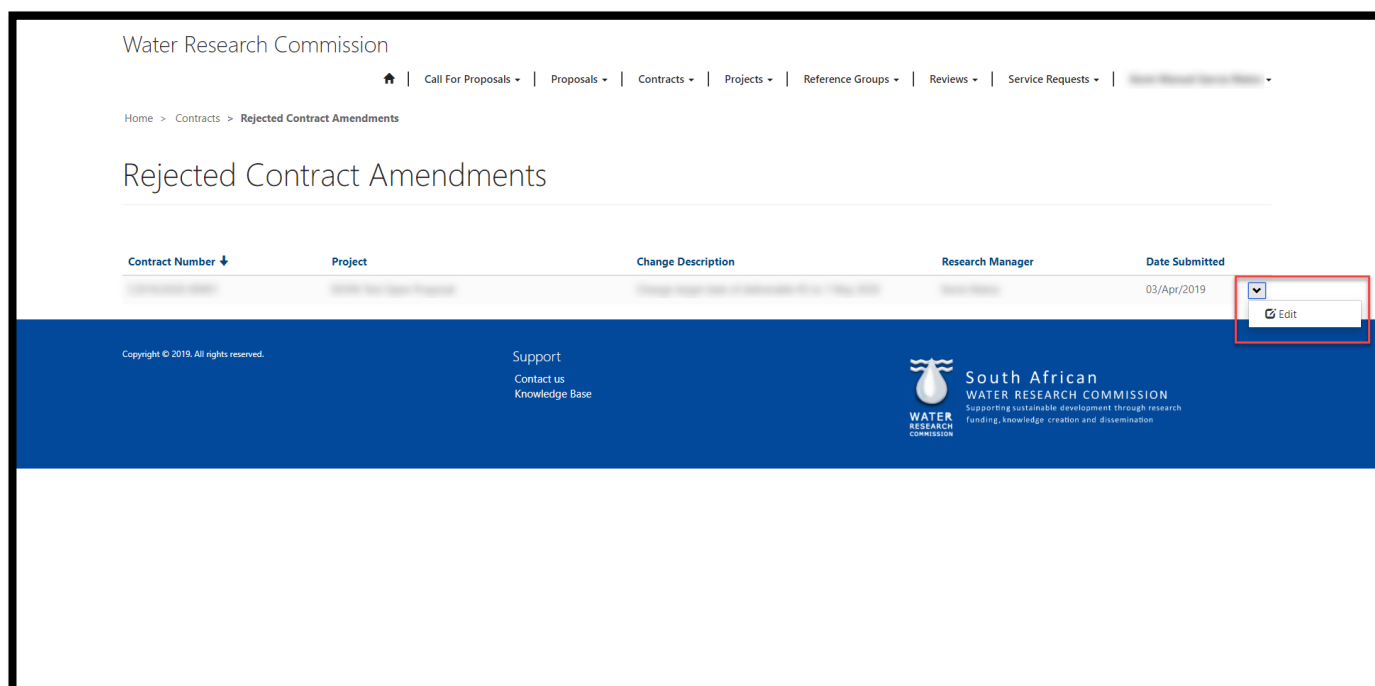 Water Research Commission
Call For Proposals Proposals Contracts Projects Reference Groups Reviews Service Requests
Home > Contracts > Rejected Contract Amendments
Rejected Contract Amendments
Contract Number Project Change Description Research Manager Date Submitted
03/Apr/2019
Edit
Copyright © 2019. All rights reserved.
Support
Contact us
Knowledge Base
WATER
RESEARCH
COMMISSION
South African
WATER RESEARCH COMMISSION
Supporting sustainable development through research
funding, knowledge creation and dissemination